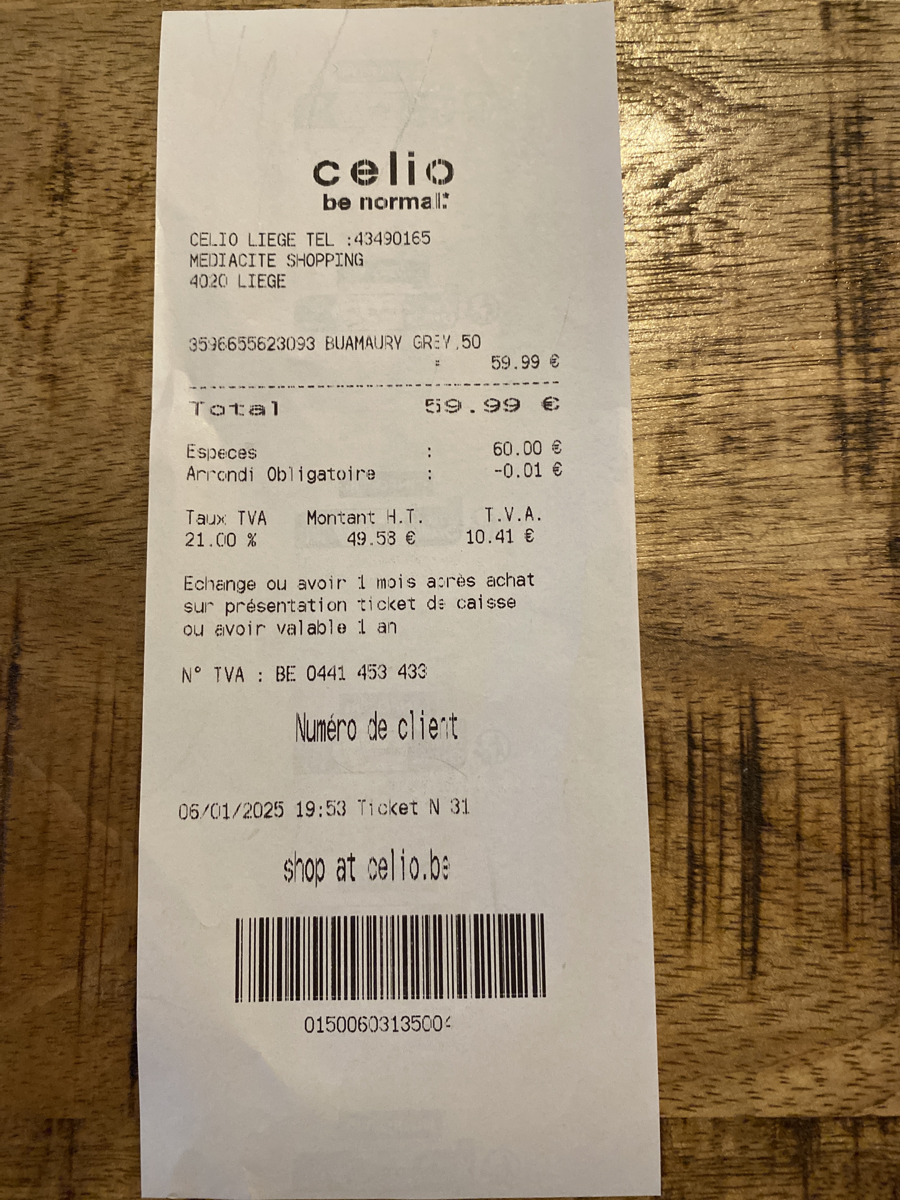 celio
be normal:
CELIO LIEGE TEL :43490165
MEDIACITE SHOPPING
4020 LIEGE
3596655623093 BUAMAURY GREY,50
= 59.99 €
Total 59.99 €
Especes : 60.00 €
Arrondi Obligatoire : -0.01 €
Taux TVA Montant H.T. T.V.A.
21.00 % 49.58 € 10.41 €
Echange ou avoir 1 mois après achat
sur présentation ticket de caisse
ou avoir valable 1 an
N° TVA : BE 0441 453 433
Numéro de client
06/01/2025 19:53 Ticket N 31
shop at celio.be